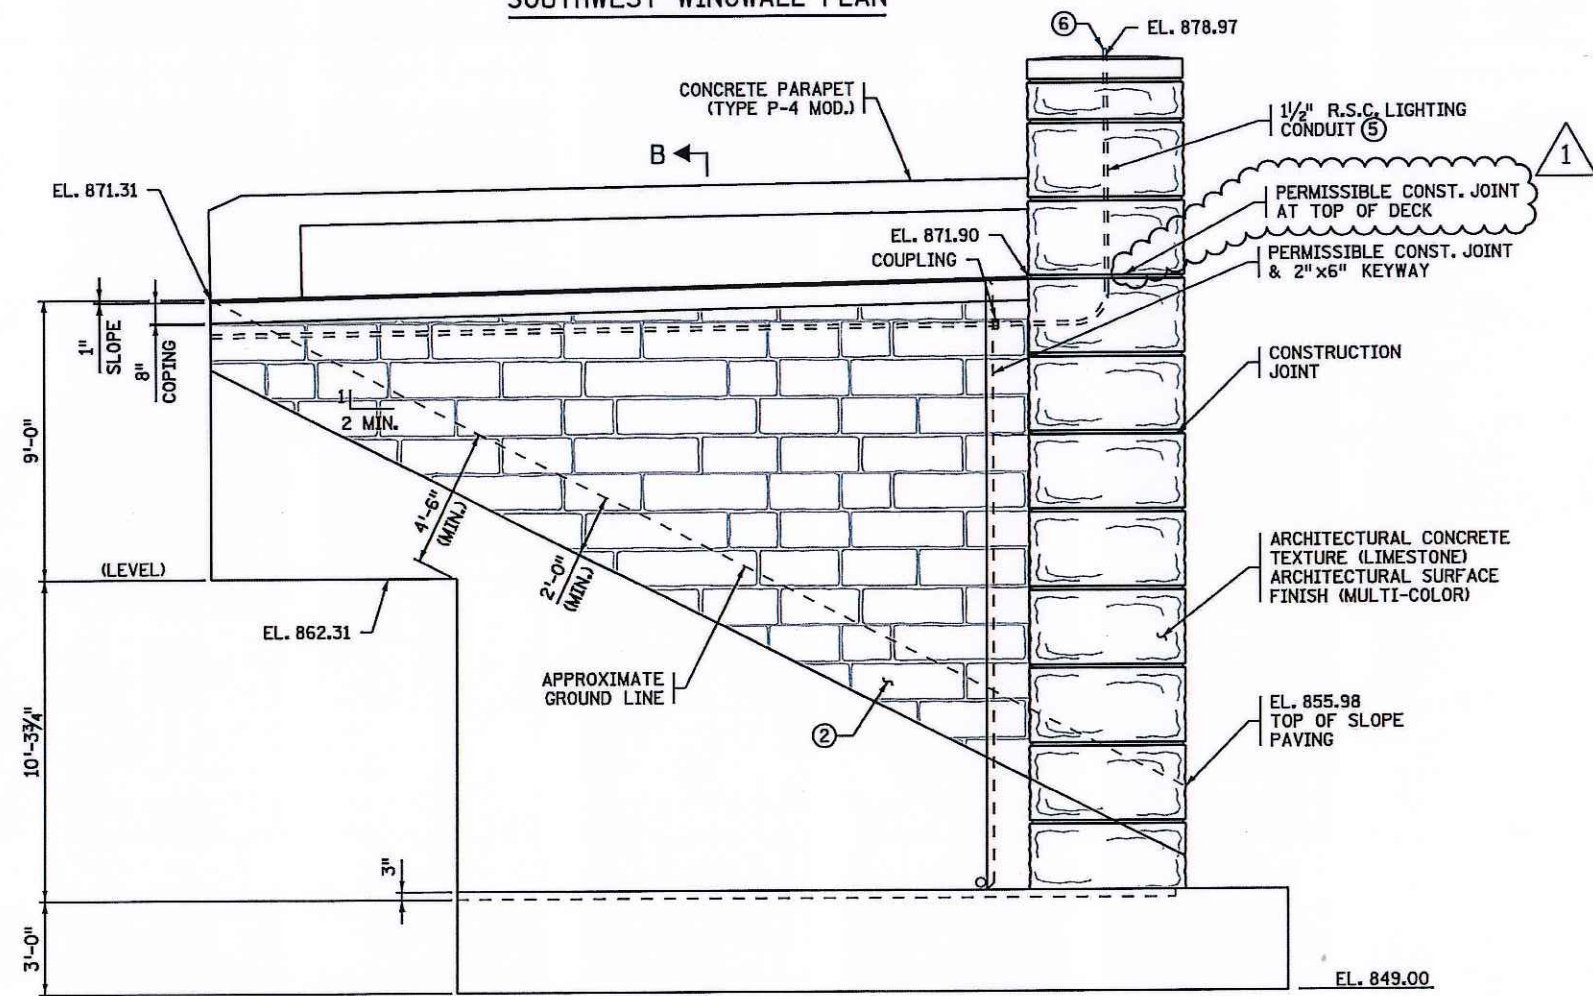 SOUTHWEST WINGWALL PLAN
6
EL. 878.97
CONCRETE PARAPET
(TYPE P-4 MOD.)
1½" R.S.C. LIGHTING
CONDUIT 5
B
1
EL. 871.31
PERMISSIBLE CONST. JOINT
AT TOP OF DECK
EL. 871.90
COUPLING
PERMISSIBLE CONST. JOINT
& 2"x6" KEYWAY
1"
SLOPE
8"
COPING
CONSTRUCTION
JOINT
1
2 MIN.
9'-0"
4'-6"
(MIN.)
2'-0"
(MIN.)
ARCHITECTURAL CONCRETE
TEXTURE (LIMESTONE)
ARCHITECTURAL SURFACE
FINISH (MULTI-COLOR)
(LEVEL)
EL. 862.31
APPROXIMATE
GROUND LINE
2
EL. 855.98
TOP OF SLOPE
PAVING
10'-3¾"
3"
3'-0"
EL. 849.00